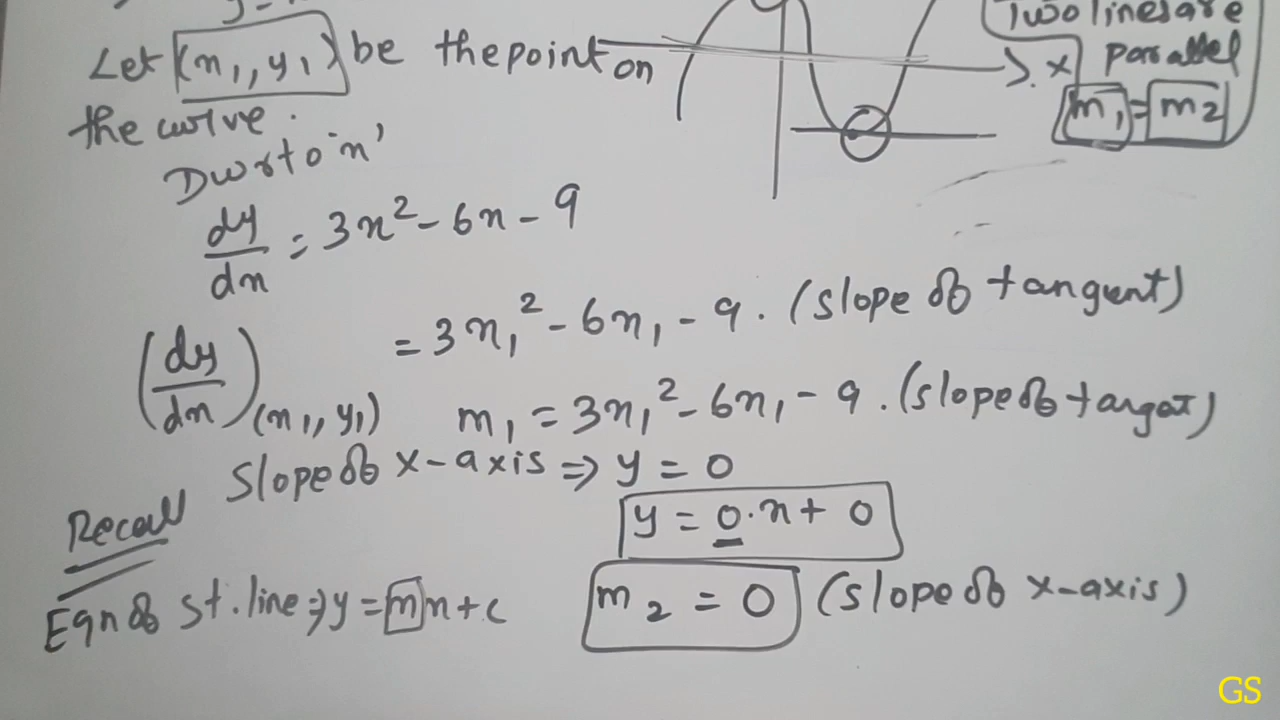 Two lines are
parallel
m₁ = m₂
x
Let (x₁, y₁) be the point on
the curve.
D w r to 'x'
dy/dx = 3x² - 6x - 9
(dy/dx)(x₁, y₁) = 3x₁² - 6x₁ - 9. (slope of tangent)
m₁ = 3x₁² - 6x₁ - 9. (slope of tangat)
Slope of x-axis ⇒ y = 0
Recall
y = 0·x + 0
Eqn of st. line ⇒ y = mx + c
m₂ = 0 (slope of x-axis)
GS